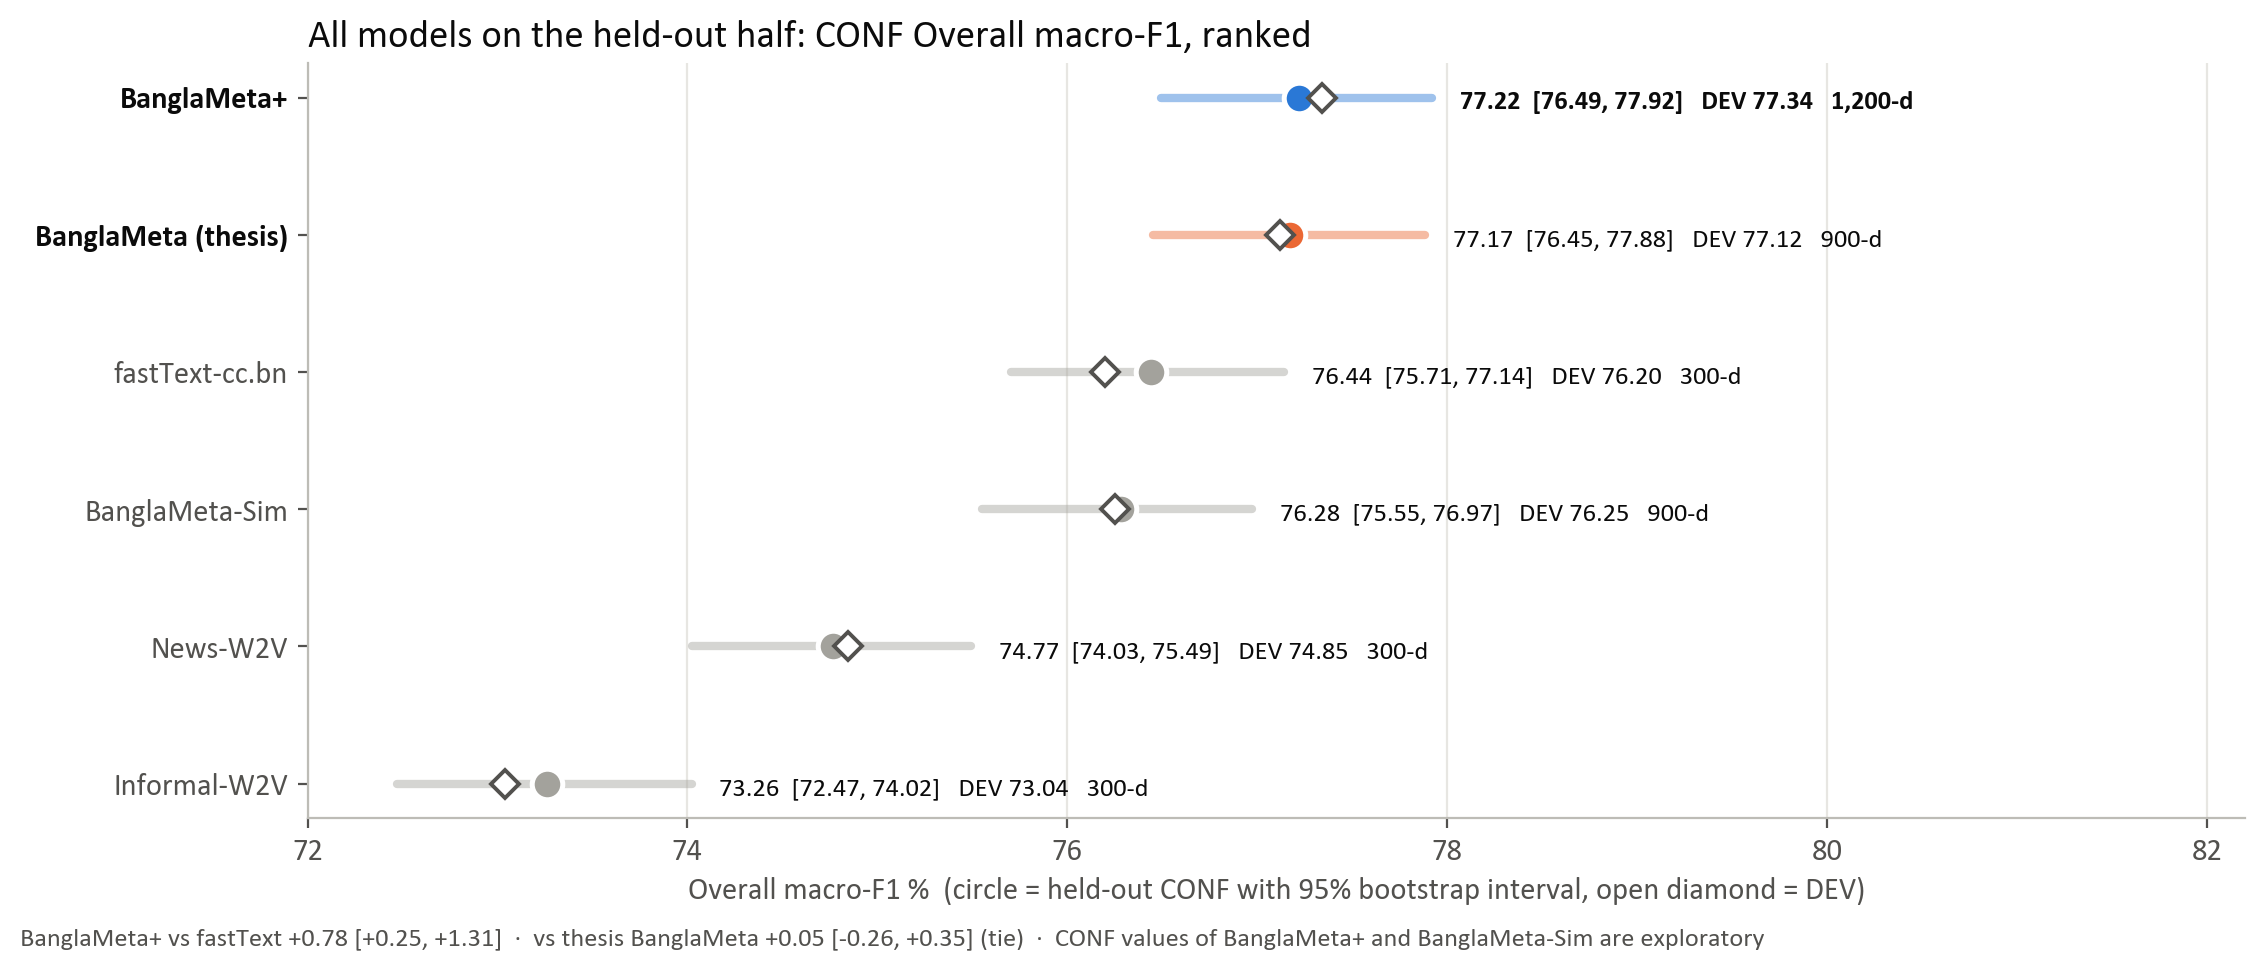 All models on the held-out half: CONF Overall macro-F1, ranked
BanglaMeta+ 77.22 [76.49, 77.92] DEV 77.34 1,200-d
BanglaMeta (thesis) 77.17 [76.45, 77.88] DEV 77.12 900-d
fastText-cc.bn 76.44 [75.71, 77.14] DEV 76.20 300-d
BanglaMeta-Sim 76.28 [75.55, 76.97] DEV 76.25 900-d
News-W2V 74.77 [74.03, 75.49] DEV 74.85 300-d
Informal-W2V 73.26 [72.47, 74.02] DEV 73.04 300-d
72 74 76 78 80 82
Overall macro-F1 % (circle = held-out CONF with 95% bootstrap interval, open diamond = DEV)
BanglaMeta+ vs fastText +0.78 [+0.25, +1.31] · vs thesis BanglaMeta +0.05 [-0.26, +0.35] (tie) · CONF values of BanglaMeta+ and BanglaMeta-Sim are exploratory